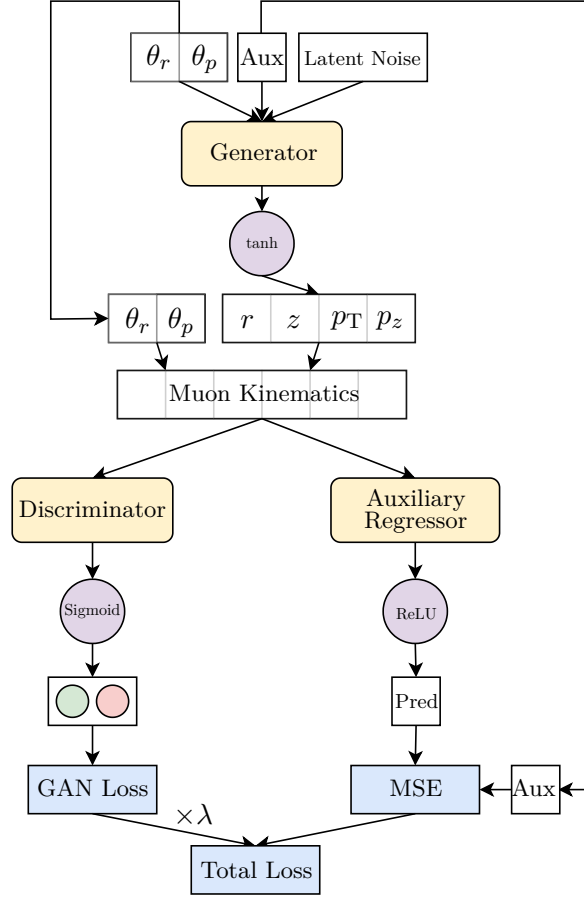 θr θp Aux Latent Noise
Generator
tanh
θr θp r z pT pz
Muon Kinematics
Discriminator
Auxiliary
Regressor
Sigmoid
ReLU
Pred
GAN Loss
MSE
Aux
×λ
Total Loss